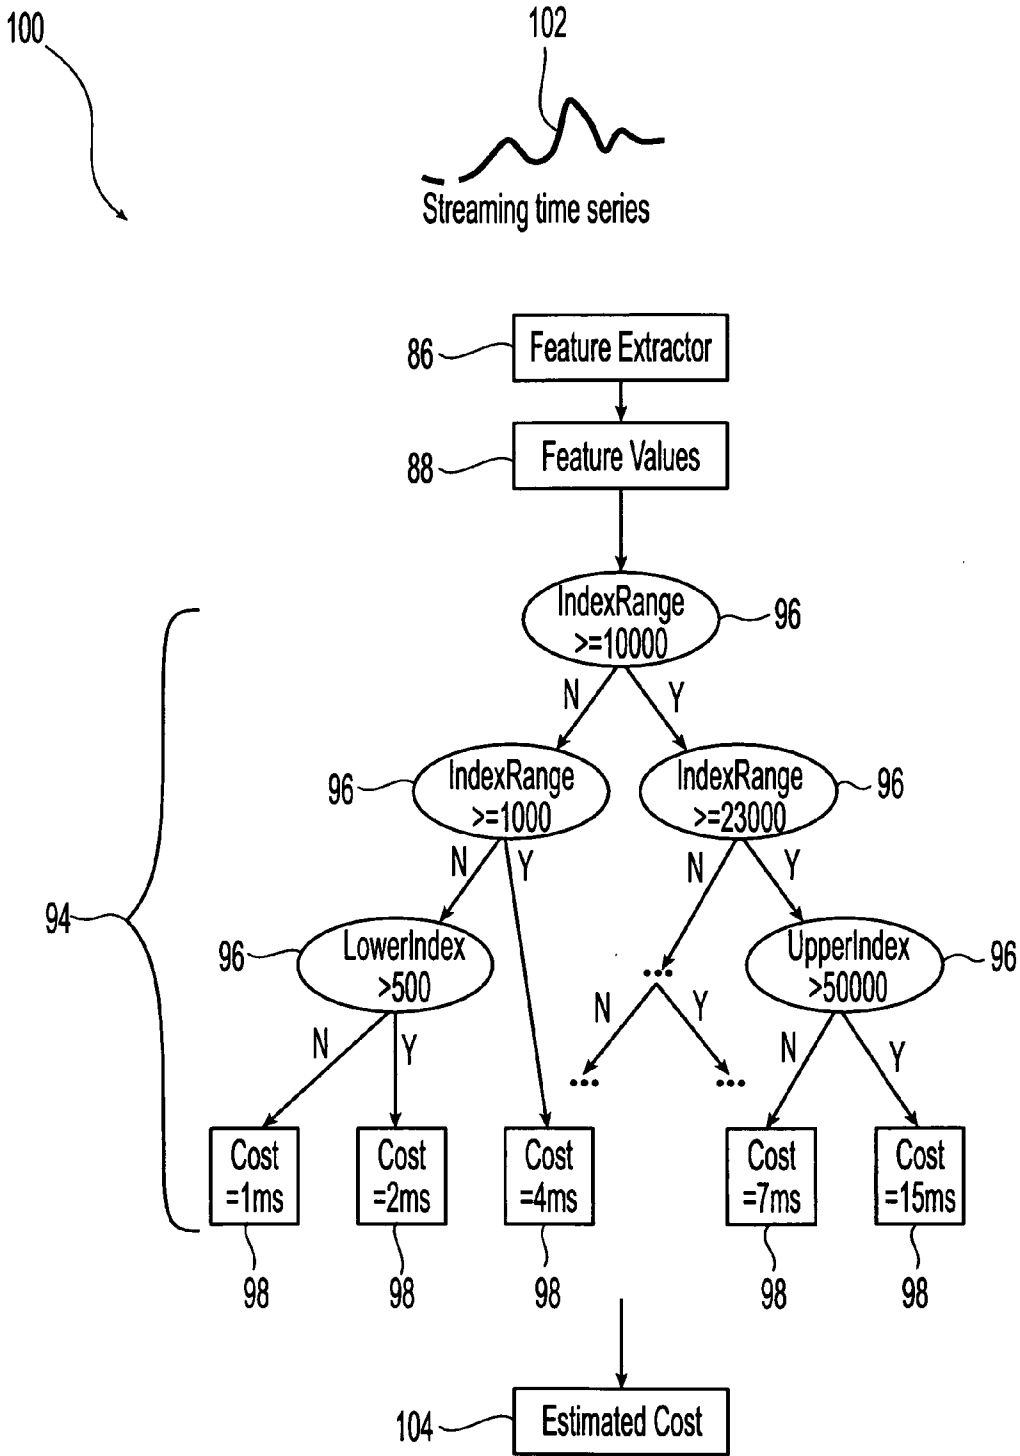 100
102
Streaming time series
86
Feature Extractor
88
Feature Values
IndexRange
>=10000
96
N
Y
96
IndexRange
>=1000
IndexRange
>=23000
96
N
Y
N
Y
94
96
LowerIndex
>500
...
UpperIndex
>50000
96
N
Y
N
Y
N
Y
...
...
Cost
=1ms
Cost
=2ms
Cost
=4ms
Cost
=7ms
Cost
=15ms
98
98
98
98
98
104
Estimated Cost